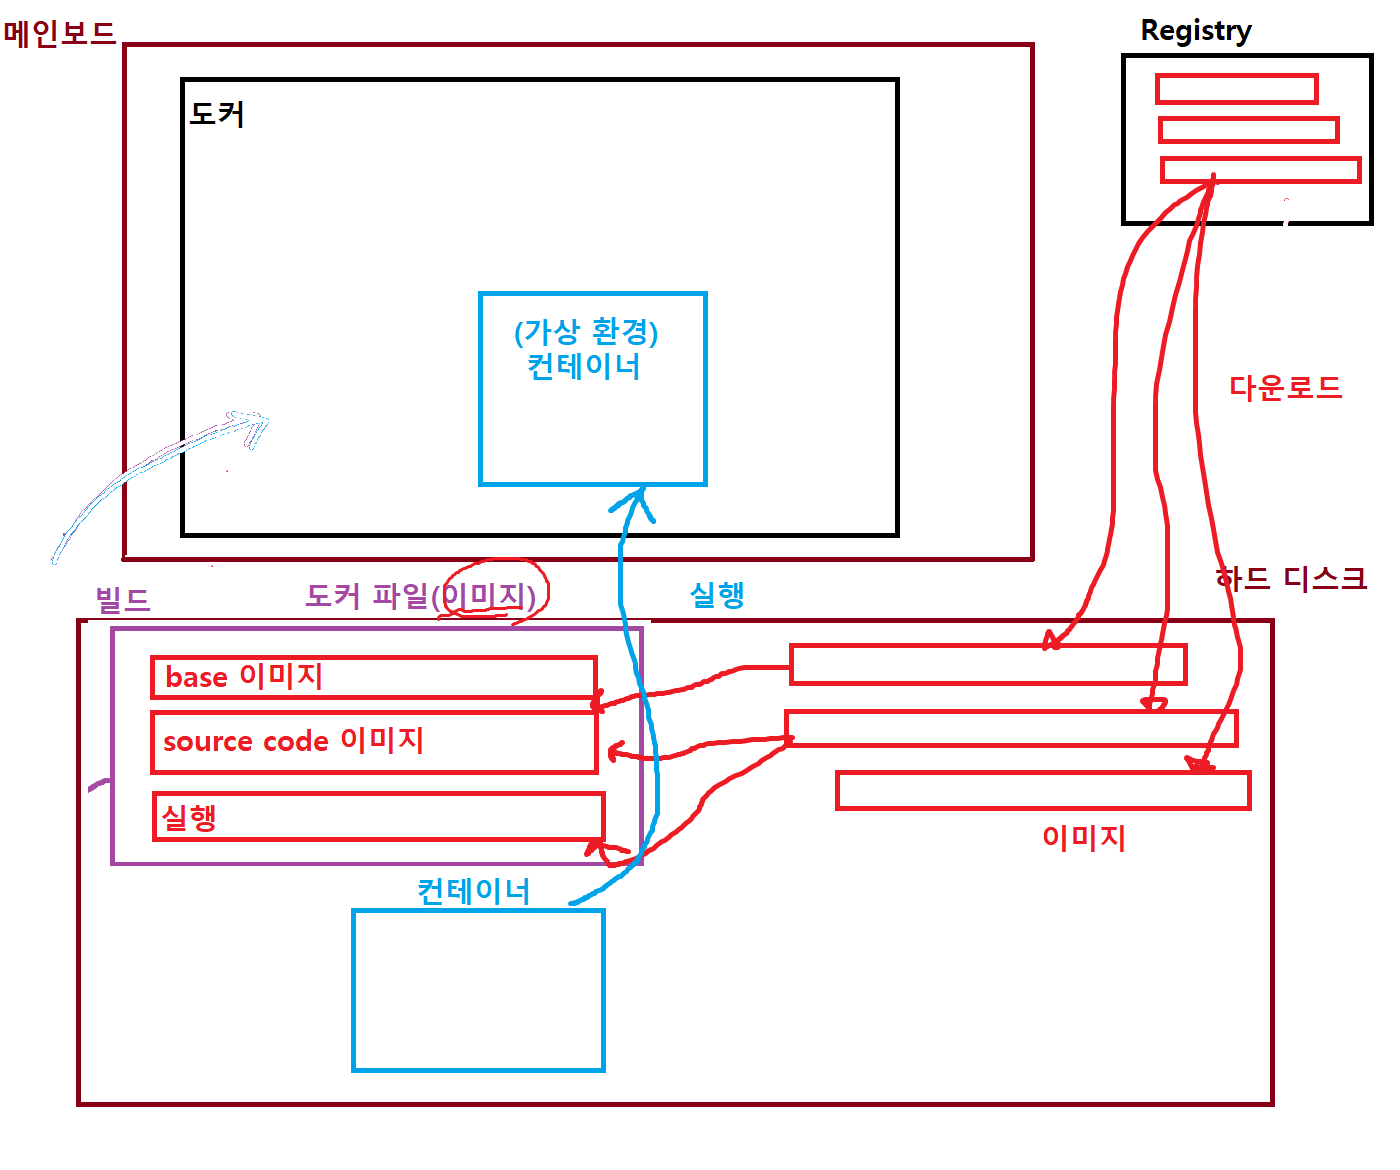 메인보드
Registry
도커
(가상 환경)
컨테이너
다운로드
하드 디스크
빌드
도커 파일(이미지)
실행
base 이미지
source code 이미지
실행
이미지
컨테이너